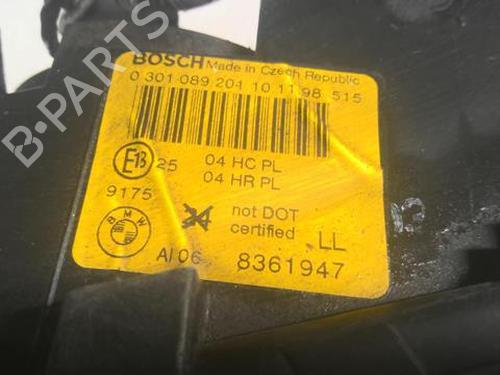 BOSCH Made in Czech Republic
0 301 089 204 10 11 98 515
E13 25 04 HC PL
04 HR PL
9175
24 not DOT
certified LL
BMW
AI 06 8361947
B-PARTS